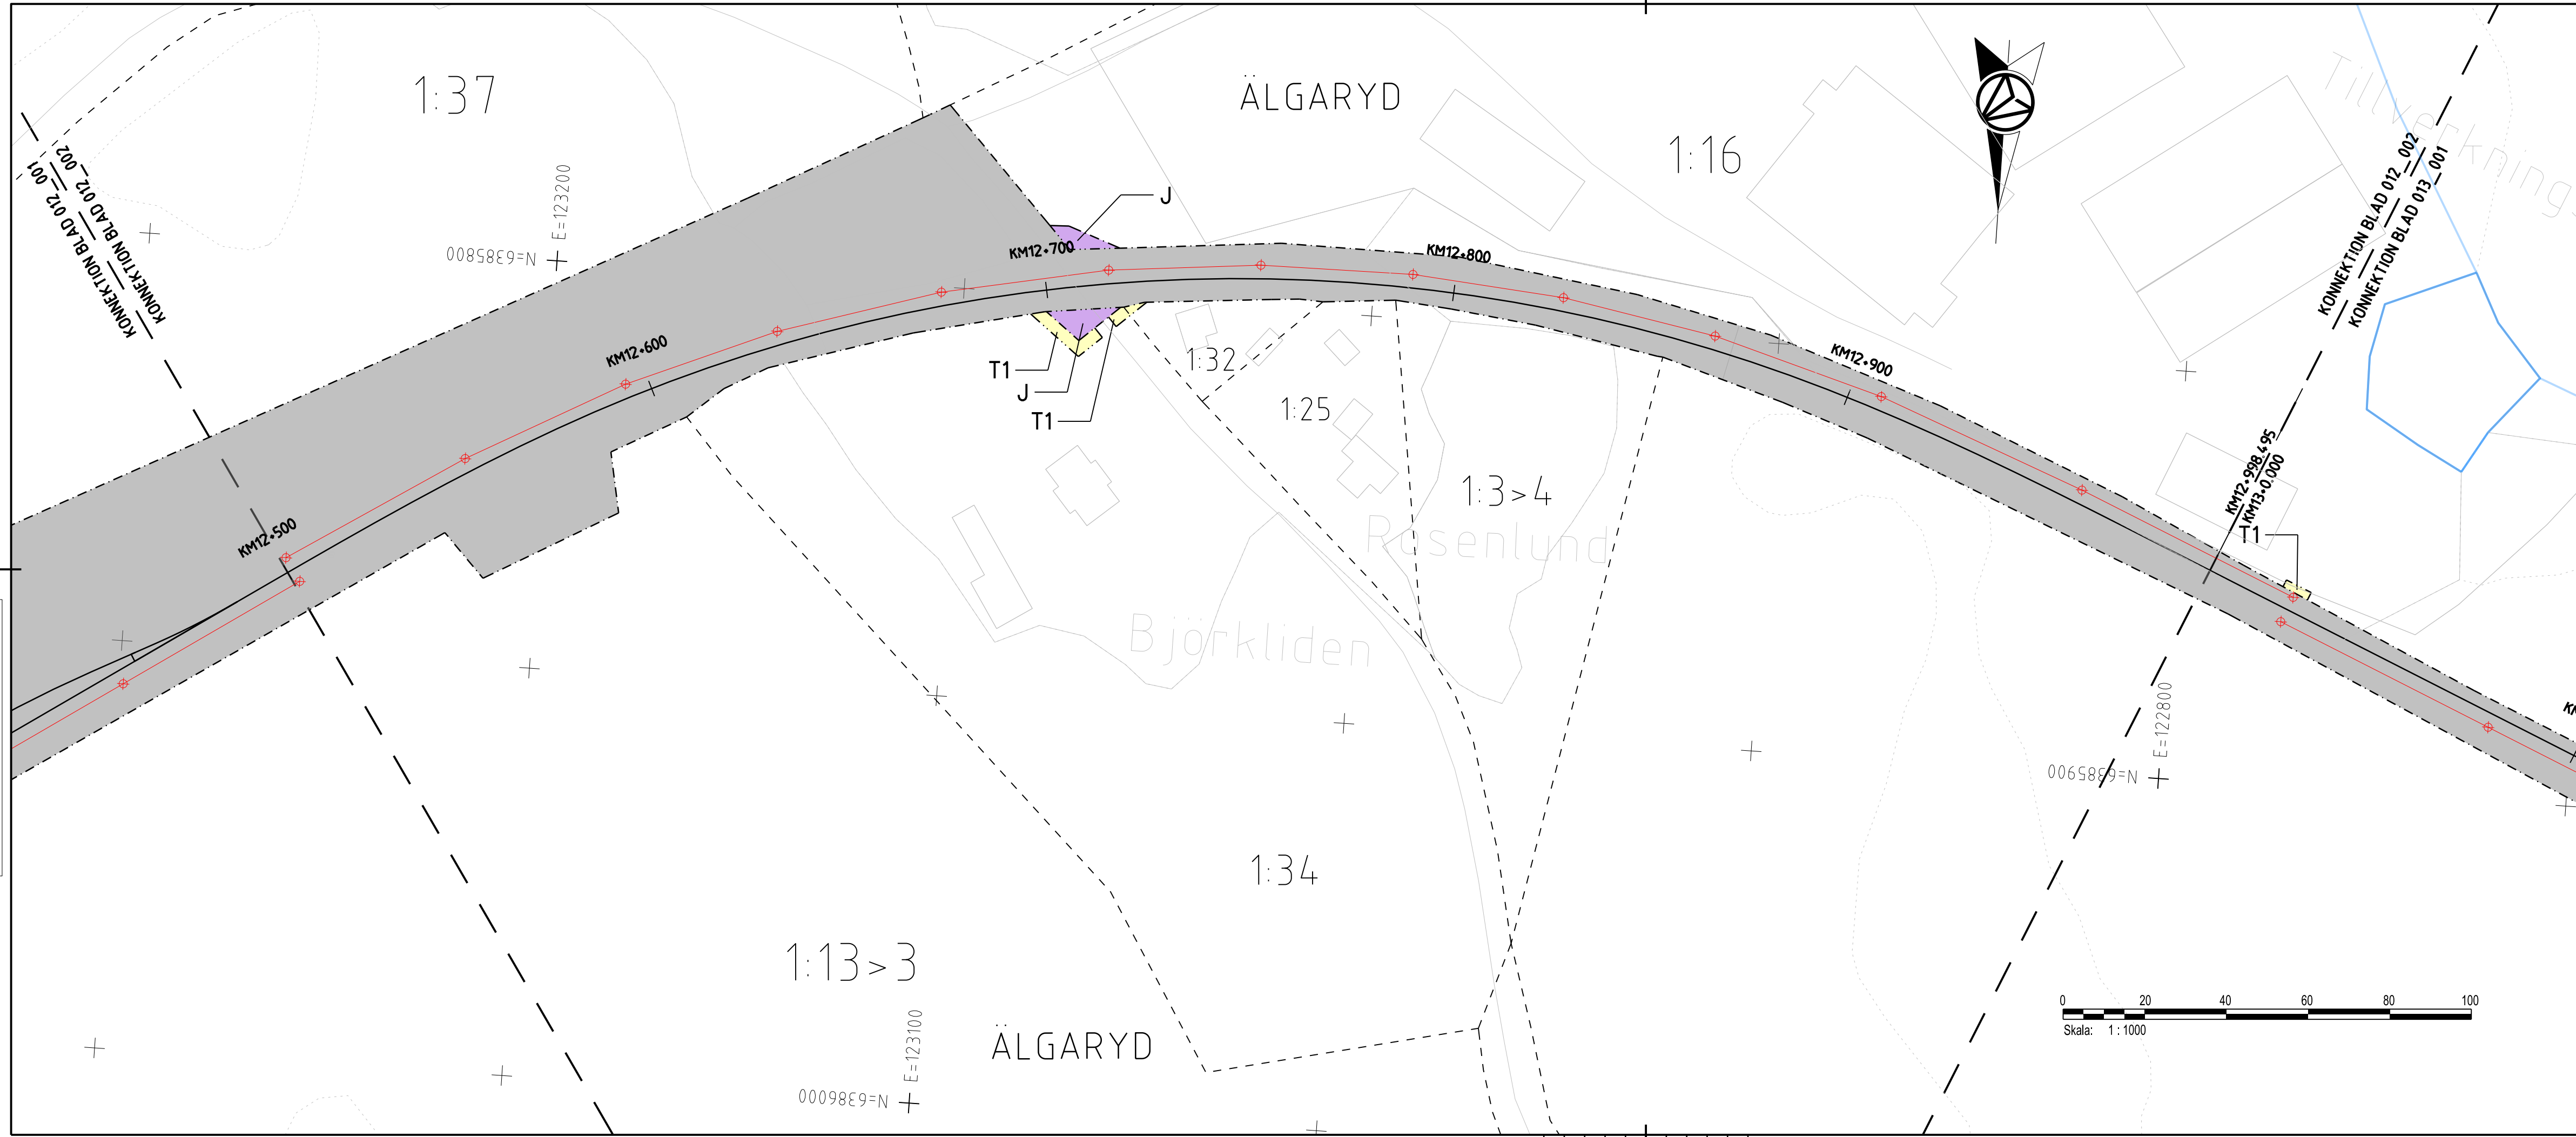 1:37
ÄLGARYD
1:16
Tillverkning
KONNEKTION BLAD 012_001
KONNEKTION BLAD 012_002
E=123200
N=6385800
J
KM12+700
KM12+800
KONNEKTION BLAD 012_002
KONNEKTION BLAD 013_001
KM12+600
T1
J
T1
1:32
1:25
KM12+900
1:3>4
Rosenlund
KM12+500
KM12+998.495
KM13+0.000
T1
Björkliden
E=122800
N=6385900
1:34
1:13>3
ÄLGARYD
E=123100
N=6386000
0 20 40 60 80 100
Skala: 1 : 1000